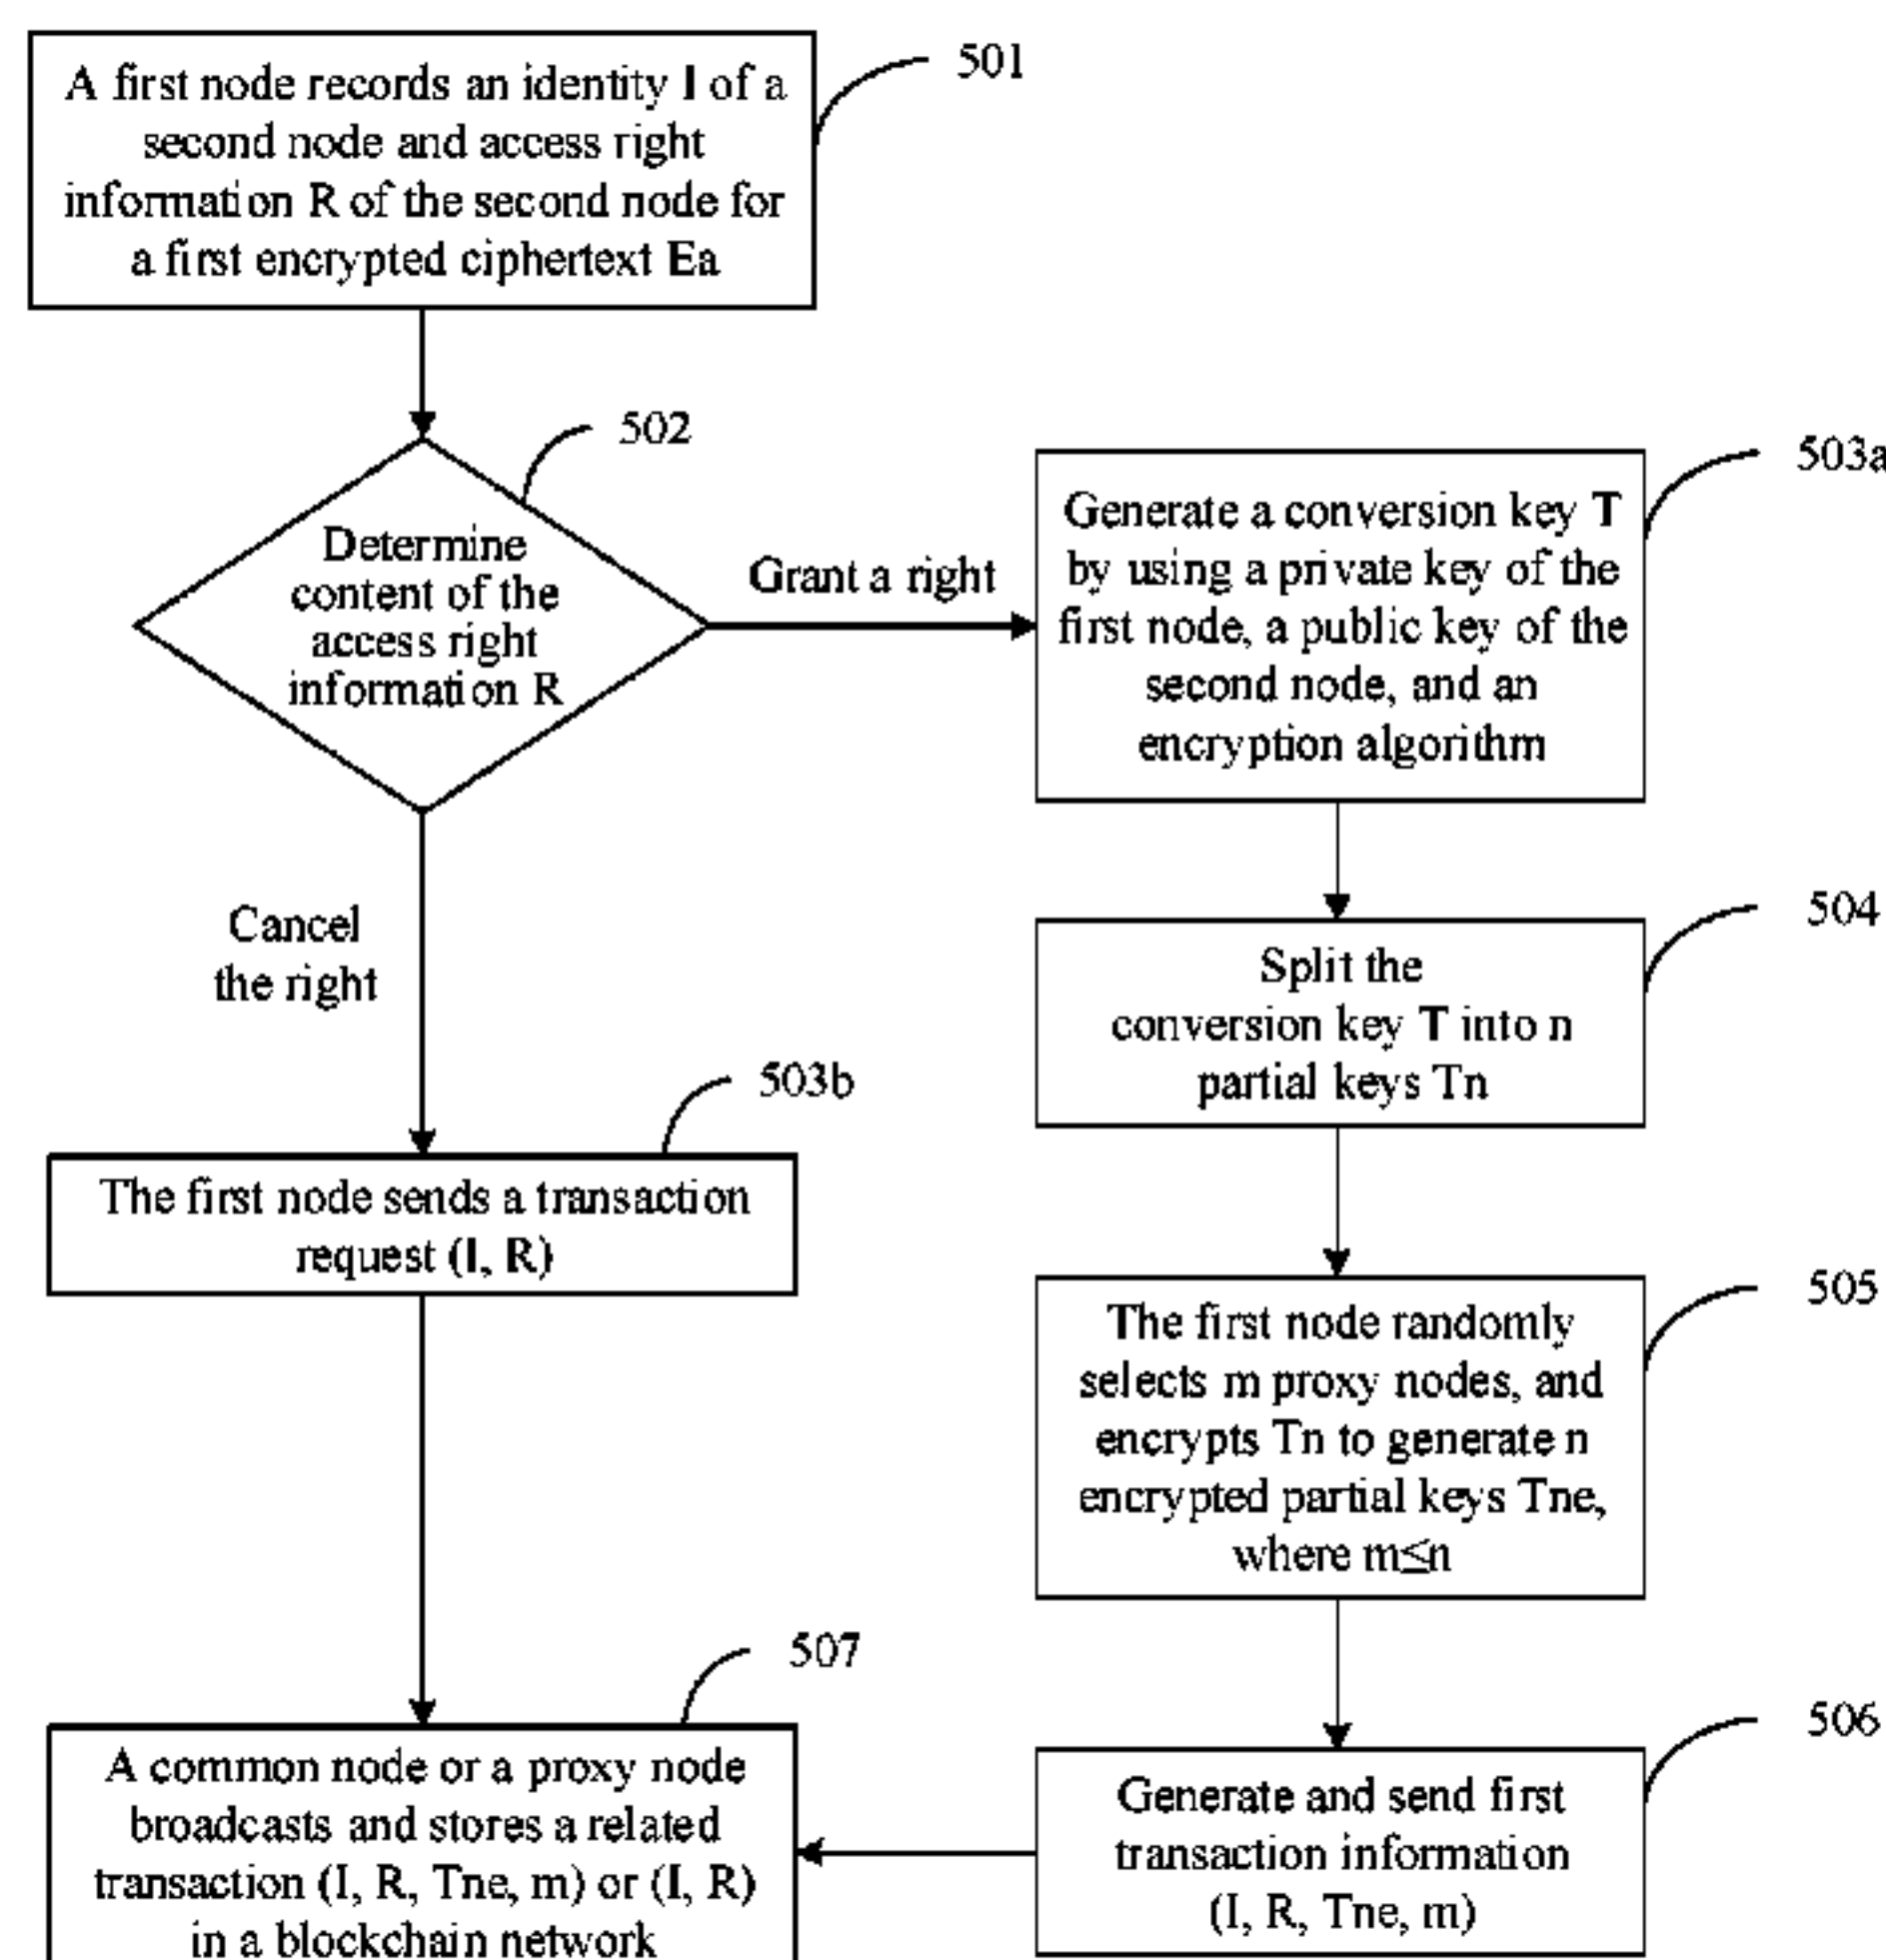 A first node records an identity I of a
second node and access right
information R of the second node for
a first encrypted ciphertext Ea
501
502
Determine
content of the
access right
information R
Grant a right
503a
Generate a conversion key T
by using a private key of the
first node, a public key of the
second node, and an
encryption algorithm
Cancel
the right
504
Split the
conversion key T into n
partial keys Tn
503b
The first node sends a transaction
request (I, R)
505
The first node randomly
selects m proxy nodes, and
encrypts Tn to generate n
encrypted partial keys Tne,
where m≤n
507
A common node or a proxy node
broadcasts and stores a related
transaction (I, R, Tne, m) or (I, R)
in a blockchain network
506
Generate and send first
transaction information
(I, R, Tne, m)